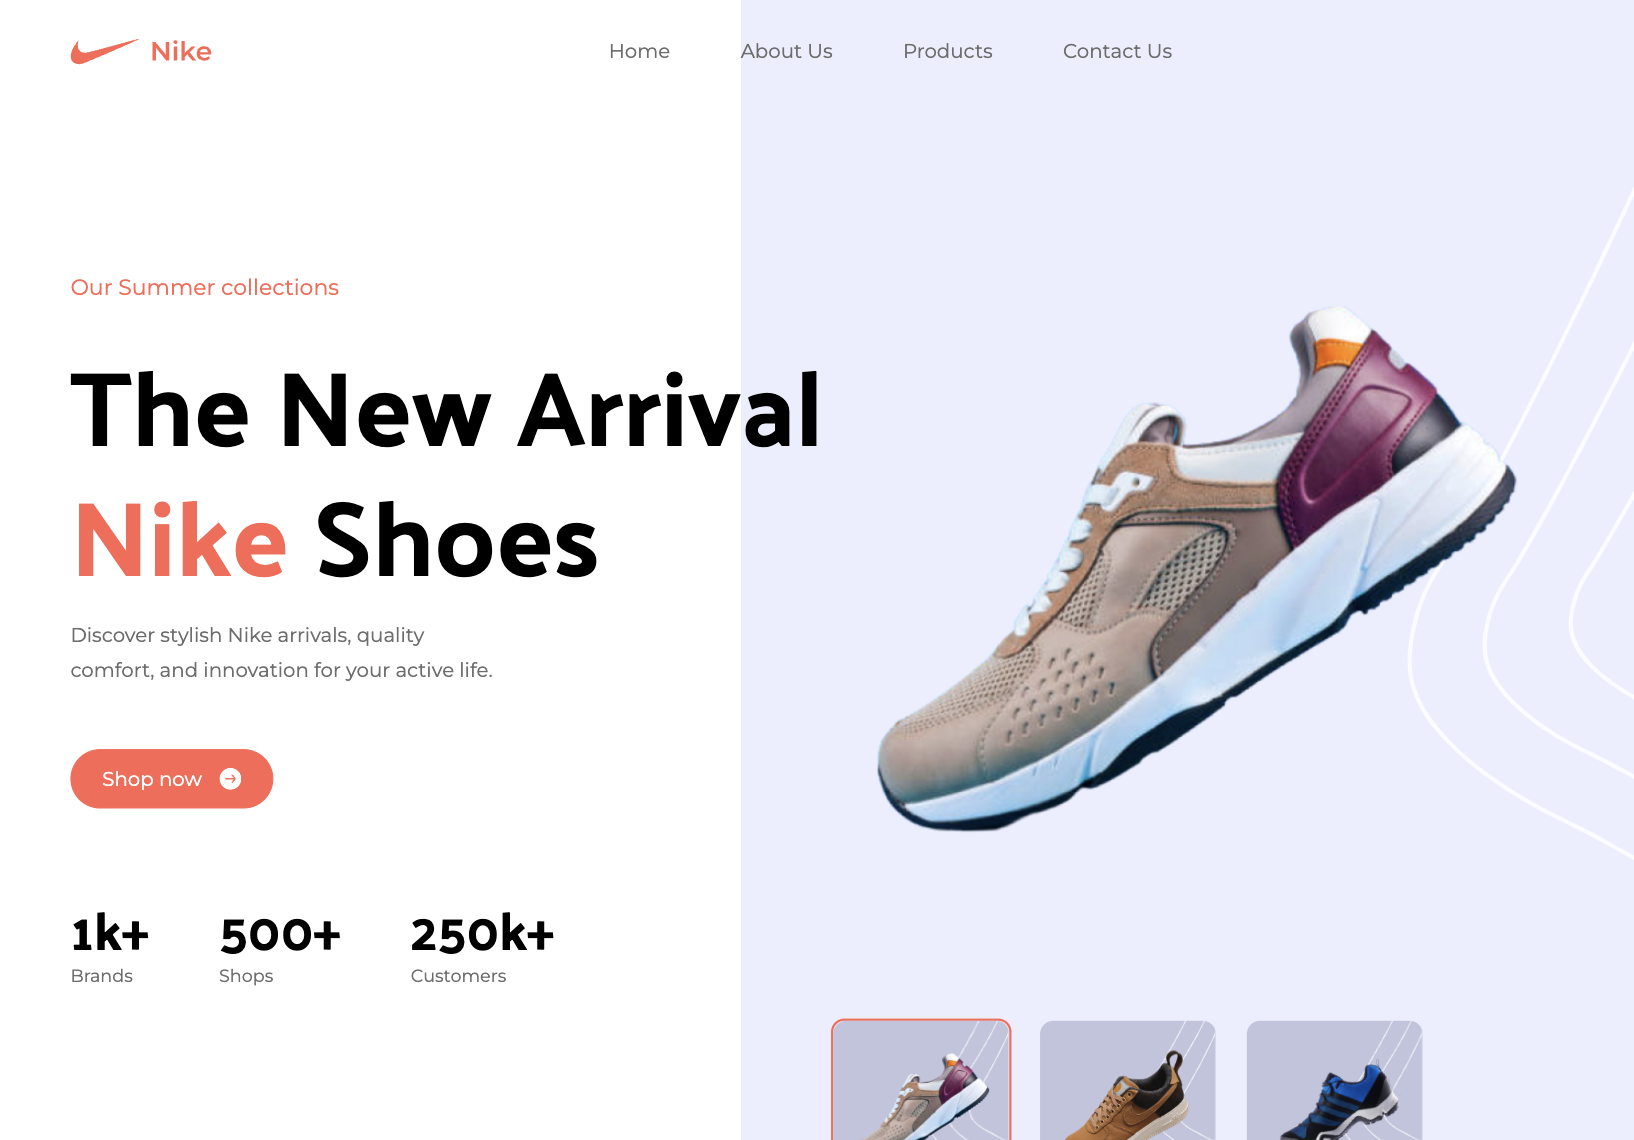 Nike
Home About Us Products Contact Us
Our Summer collections
The New Arrival
Nike Shoes
Discover stylish Nike arrivals, quality
comfort, and innovation for your active life.
Shop now
1k+ 500+ 250k+
Brands Shops Customers